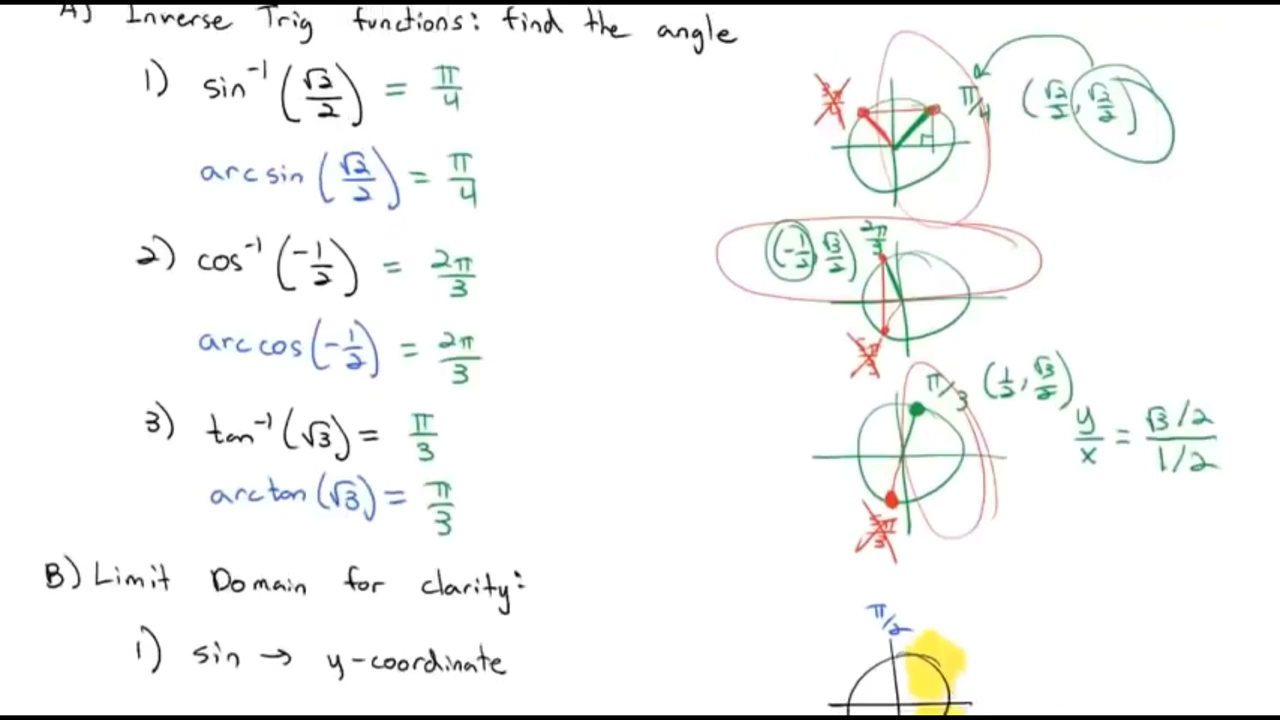 A) Inverse Trig functions: find the angle
1) sin⁻¹(√2/2) = π/4
arcsin(√2/2) = π/4
π/4 (√2/2, √2/2)
2) cos⁻¹(-1/2) = 2π/3
arccos(-1/2) = 2π/3
(-1/2, √3/2) 2π/3
3) tan⁻¹(√3) = π/3
arctan(√3) = π/3
π/3 (1/2, √3/2)
y/x = √3/2 / 1/2
B) Limit Domain for clarity:
1) sin → y-coordinate
π/2